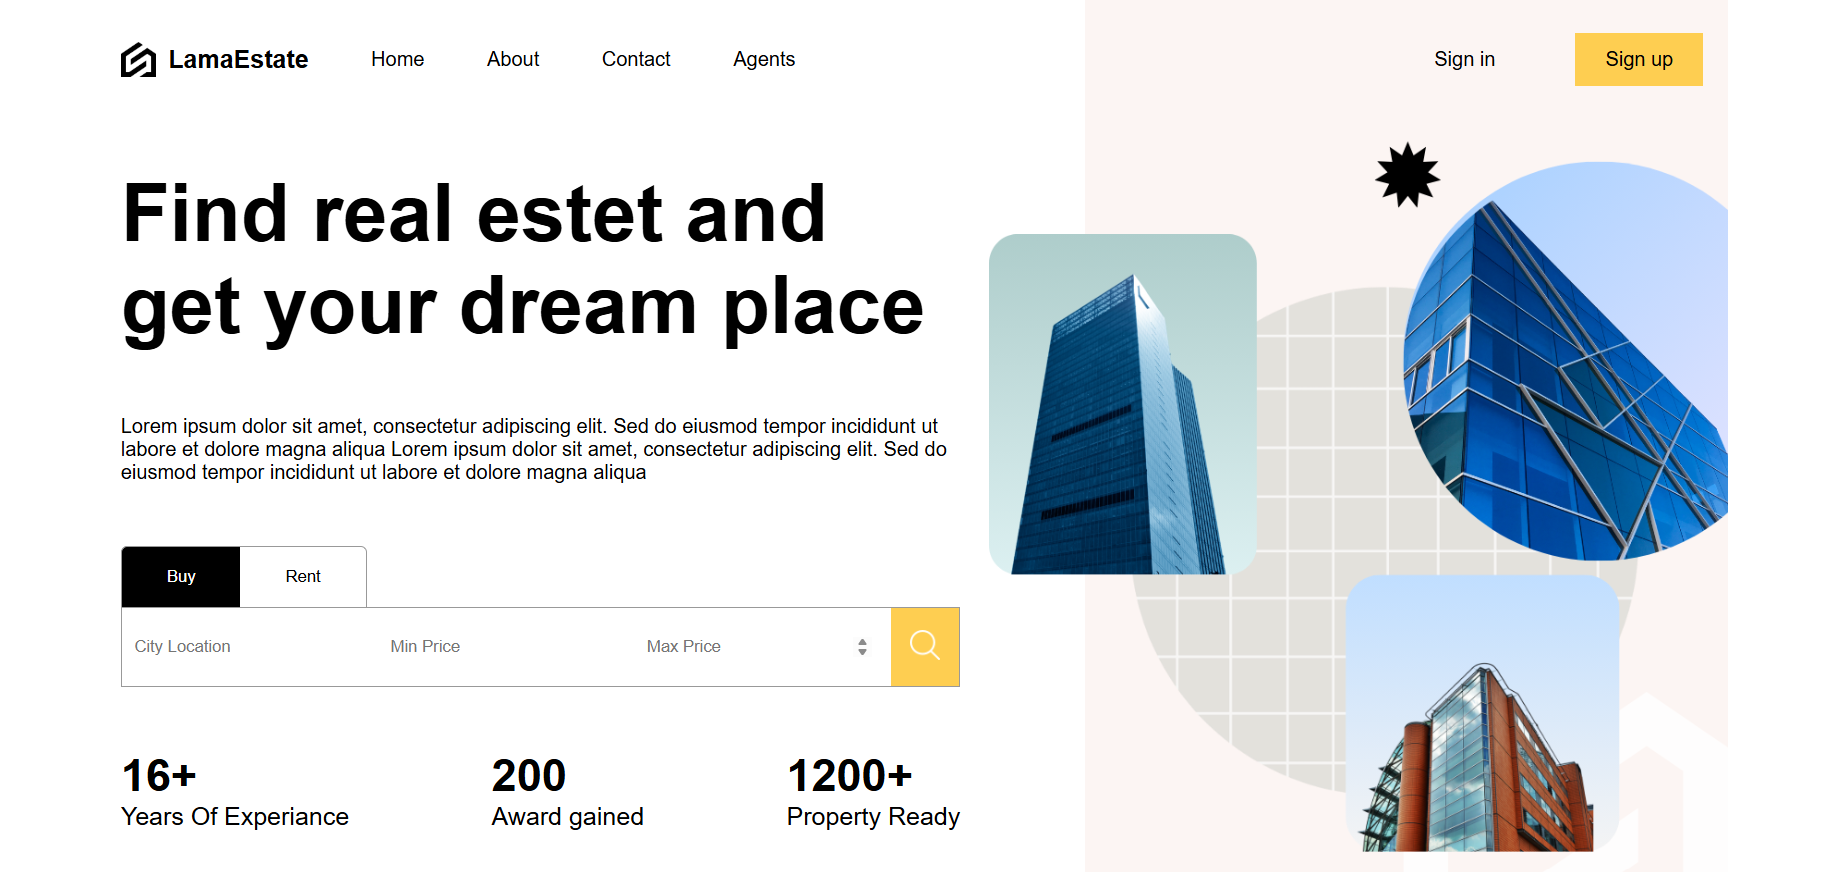 LamaEstate Home About Contact Agents Sign in Sign up
Find real estet and
get your dream place
Lorem ipsum dolor sit amet, consectetur adipiscing elit. Sed do eiusmod tempor incididunt ut
labore et dolore magna aliqua Lorem ipsum dolor sit amet, consectetur adipiscing elit. Sed do
eiusmod tempor incididunt ut labore et dolore magna aliqua
Buy Rent
City Location Min Price Max Price
16+ 200 1200+
Years Of Experiance Award gained Property Ready